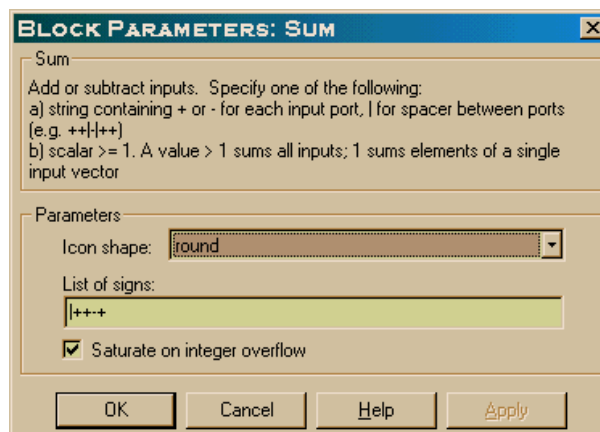 BLOCK PARAMETERS: SUM
Sum
Add or subtract inputs. Specify one of the following:
a) string containing + or - for each input port, | for spacer between ports
(e.g. ++|-|++)
b) scalar >= 1. A value > 1 sums all inputs; 1 sums elements of a single
input vector
Parameters
Icon shape: round
List of signs:
|++-+
Saturate on integer overflow
OK Cancel Help Apply